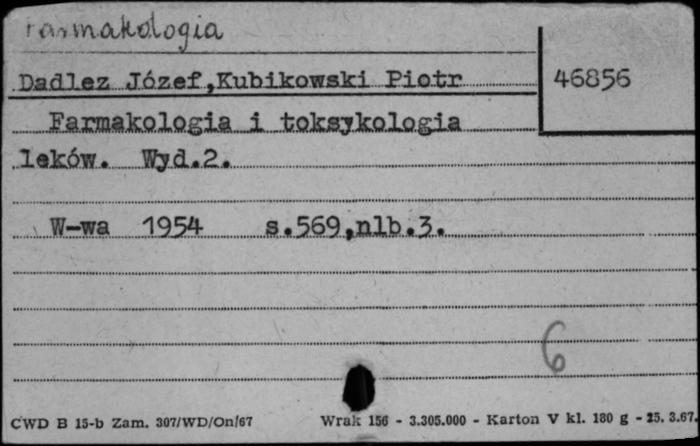 Farmakologia
Dadlez Józef,Kubikowski Piotr
46856
Farmakologia i toksykologia
leków. Wyd.2.
W-wa 1954 s.569,nlb.3.
6
CWD B 15-b Zam. 307/WD/On/67 Wrak 156 - 3.305.000 - Karton V kl. 180 g - 25. 3.67.